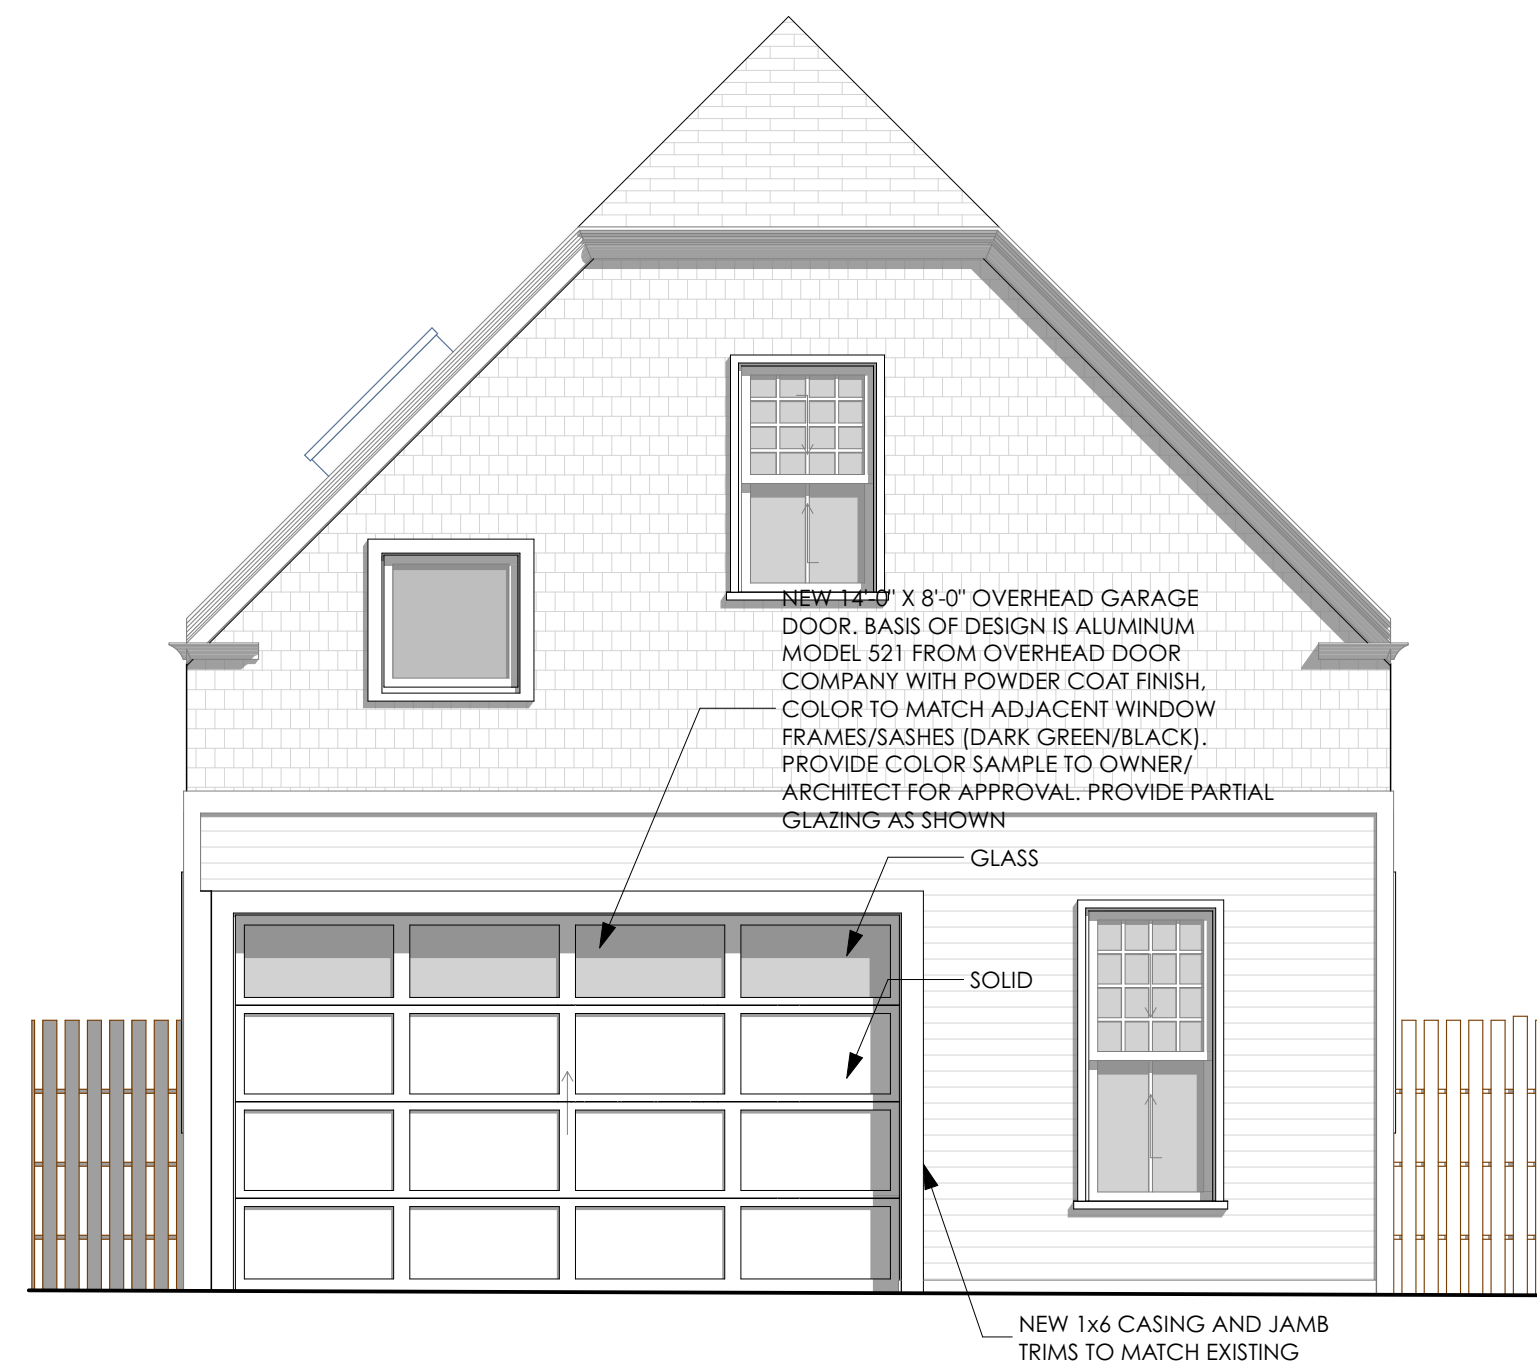 NEW 14'-0" X 8'-0" OVERHEAD GARAGE
DOOR. BASIS OF DESIGN IS ALUMINUM
MODEL 521 FROM OVERHEAD DOOR
COMPANY WITH POWDER COAT FINISH,
COLOR TO MATCH ADJACENT WINDOW
FRAMES/SASHES (DARK GREEN/BLACK).
PROVIDE COLOR SAMPLE TO OWNER/
ARCHITECT FOR APPROVAL. PROVIDE PARTIAL
GLAZING AS SHOWN
GLASS
SOLID
NEW 1x6 CASING AND JAMB
TRIMS TO MATCH EXISTING